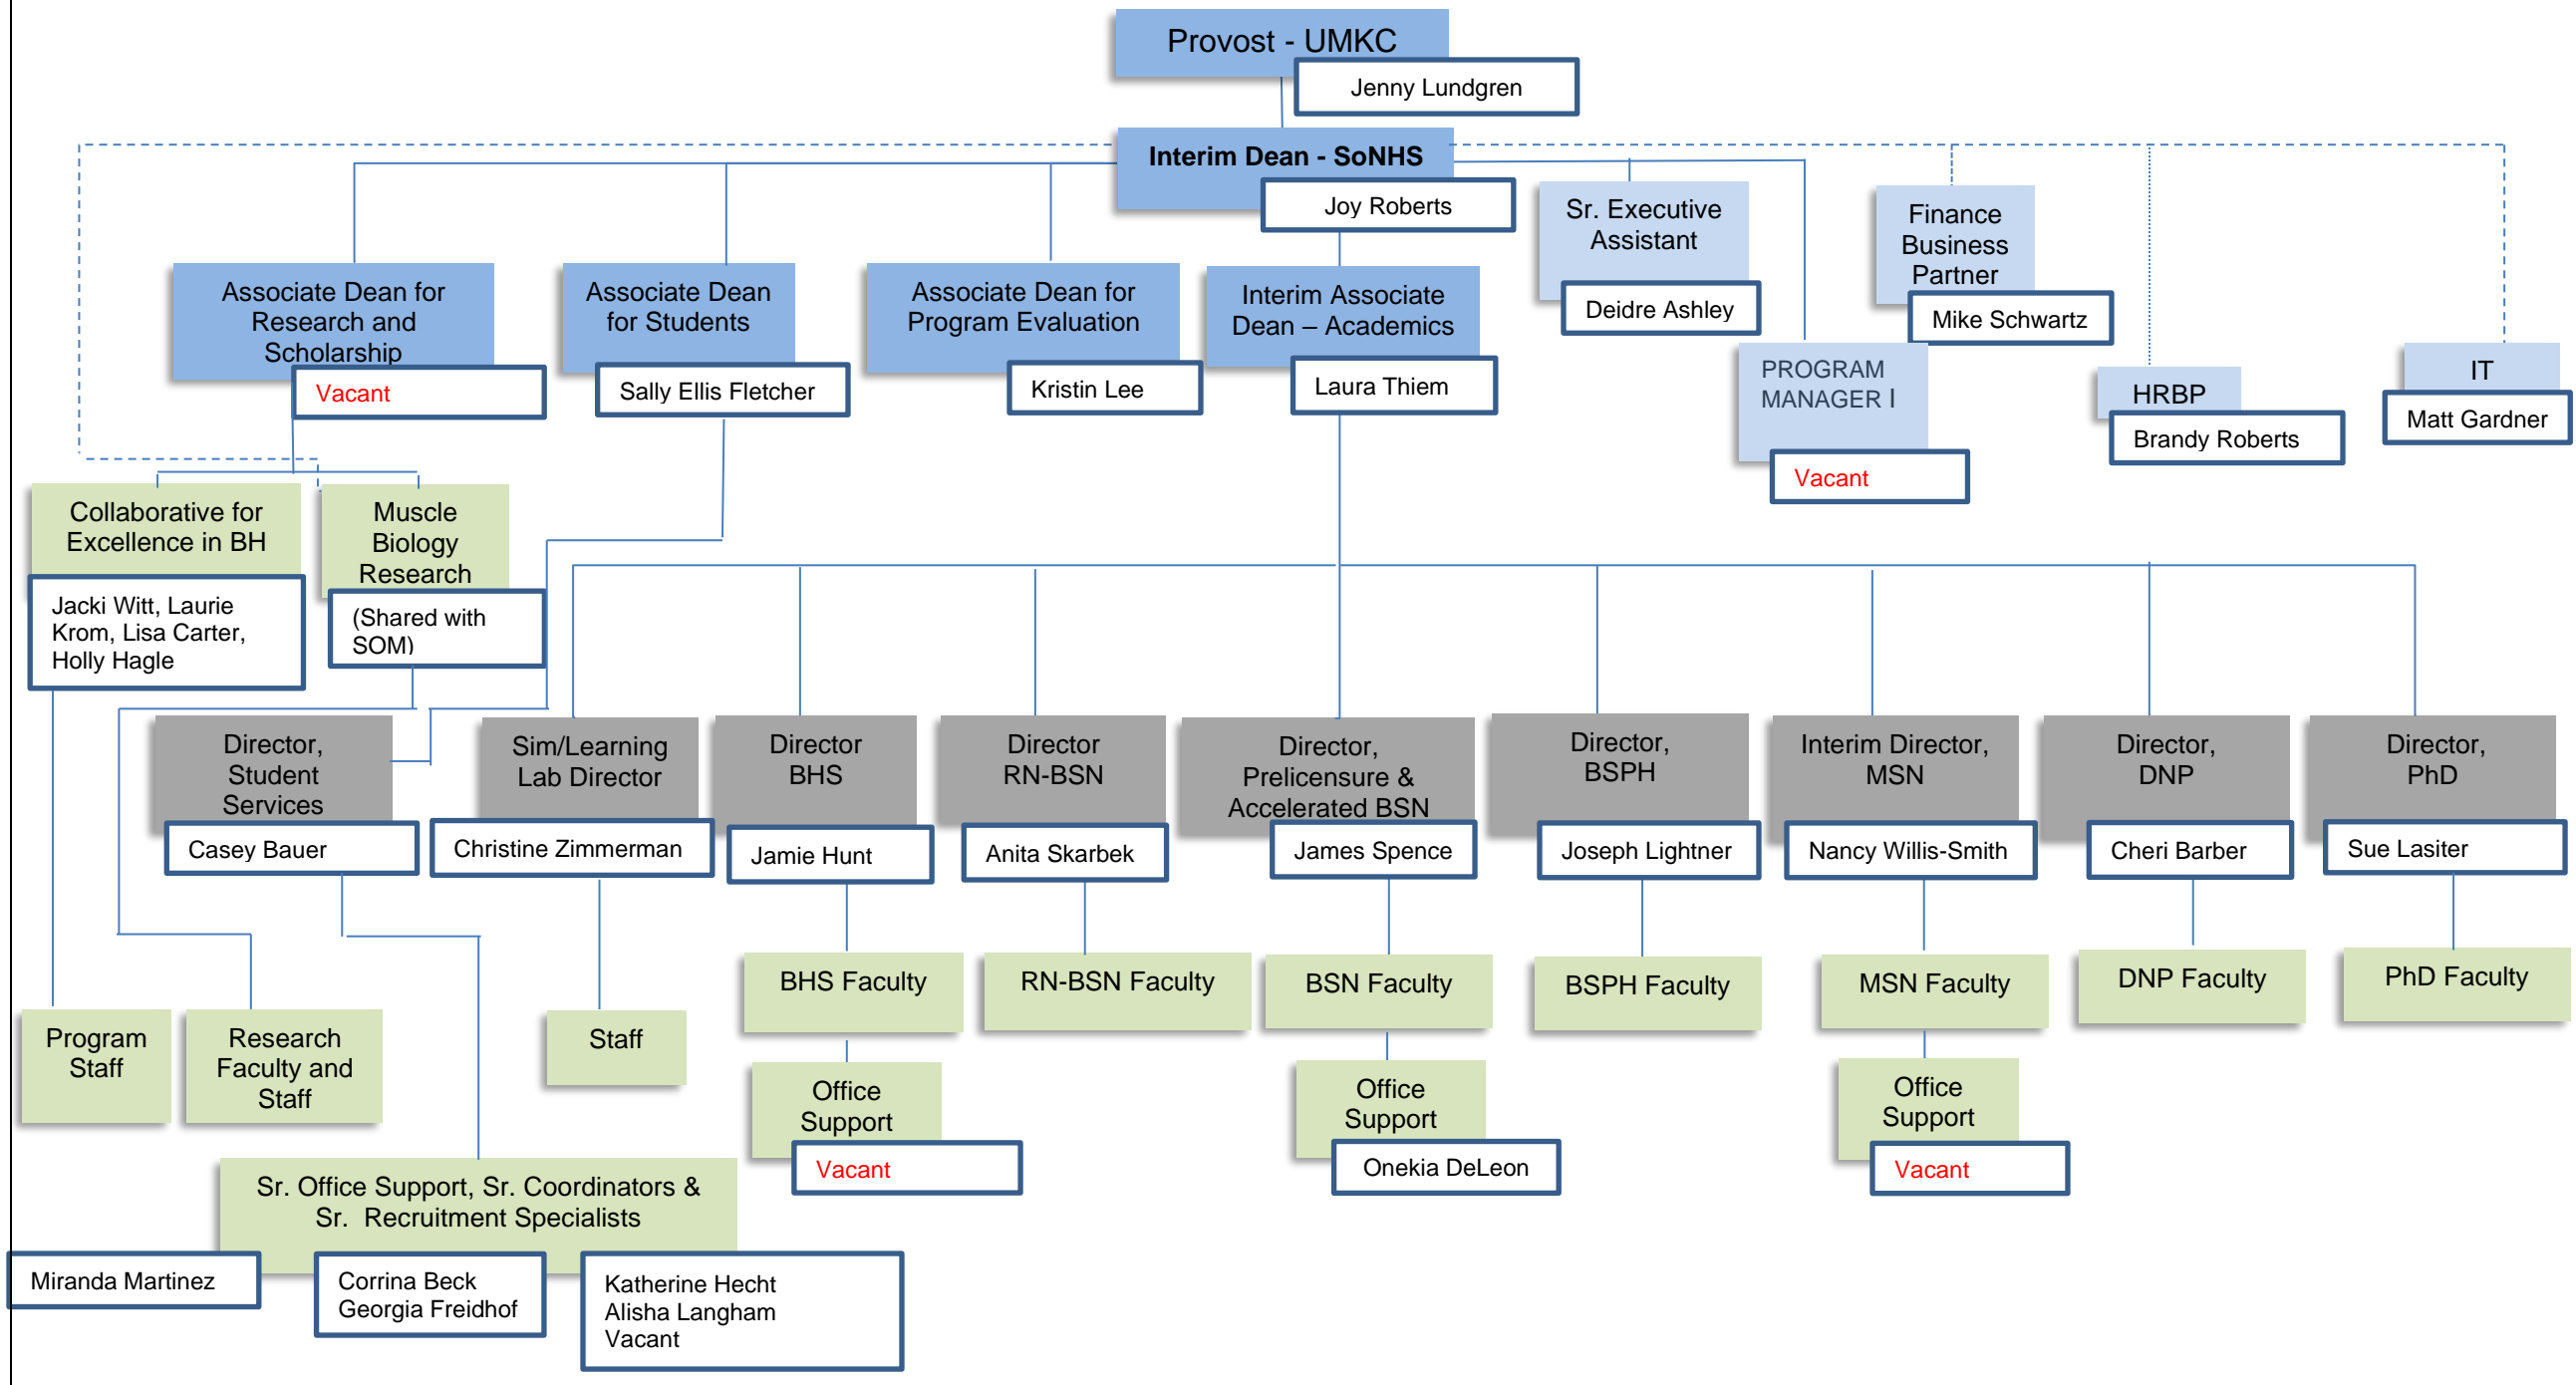 Provost - UMKC
Jenny Lundgren
Interim Dean - SoNHS
Joy Roberts
Sr. Executive
Assistant
Deidre Ashley
Finance
Business
Partner
Mike Schwartz
Associate Dean for
Research and
Scholarship
Vacant
Associate Dean
for Students
Sally Ellis Fletcher
Associate Dean for
Program Evaluation
Kristin Lee
Interim Associate
Dean – Academics
Laura Thiem
PROGRAM
MANAGER I
Vacant
HRBP
Brandy Roberts
IT
Matt Gardner
Collaborative for
Excellence in BH
Jacki Witt, Laurie
Krom, Lisa Carter,
Holly Hagle
Muscle
Biology
Research
(Shared with
SOM)
Director,
Student
Services
Casey Bauer
Sim/Learning
Lab Director
Christine Zimmerman
Director
BHS
Jamie Hunt
Director
RN-BSN
Anita Skarbek
Director,
Prelicensure &
Accelerated BSN
James Spence
Director,
BSPH
Joseph Lightner
Interim Director,
MSN
Nancy Willis-Smith
Director,
DNP
Cheri Barber
Director,
PhD
Sue Lasiter
BHS Faculty
RN-BSN Faculty
BSN Faculty
BSPH Faculty
MSN Faculty
DNP Faculty
PhD Faculty
Program
Staff
Research
Faculty and
Staff
Staff
Office
Support
Vacant
Office
Support
Onekia DeLeon
Office
Support
Vacant
Sr. Office Support, Sr. Coordinators &
Sr. Recruitment Specialists
Miranda Martinez
Corrina Beck
Georgia Freidhof
Katherine Hecht
Alisha Langham
Vacant